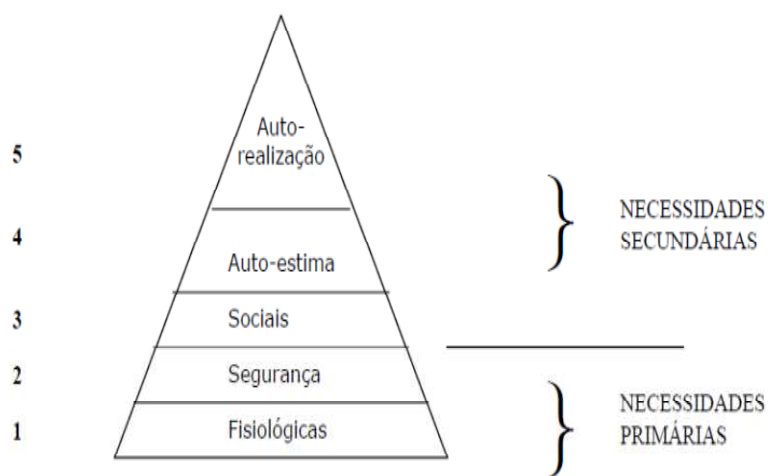 5
Auto-
realização
4
Auto-estima
NECESSIDADES
SECUNDÁRIAS
3
Sociais
2
Segurança
1
Fisiológicas
NECESSIDADES
PRIMÁRIAS